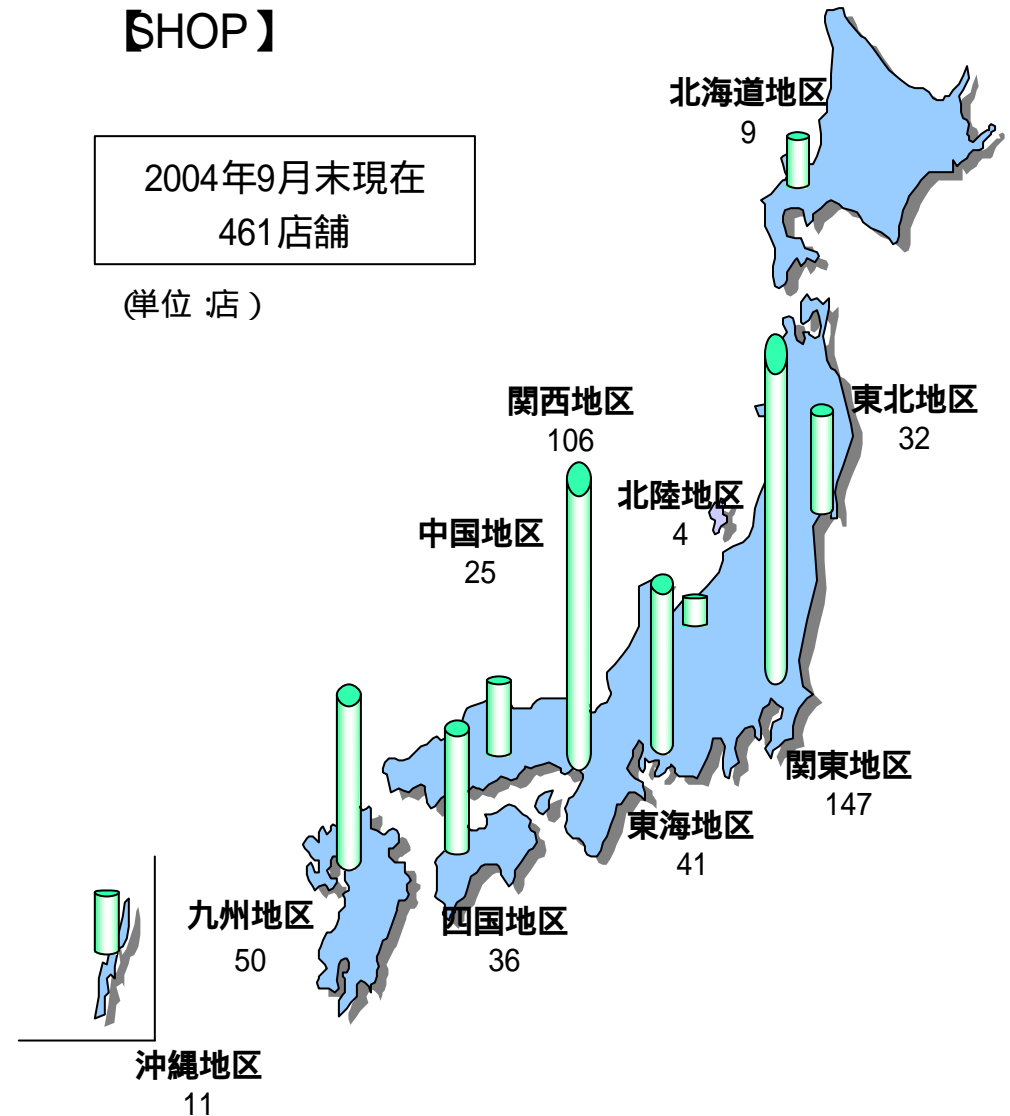 【SHOP】
2004年9月末現在
461店舗
(単位:店)
北海道地区
9
東北地区
32
関西地区
106
北陸地区
4
中国地区
25
関東地区
147
東海地区
41
九州地区
50
四国地区
36
沖縄地区
11